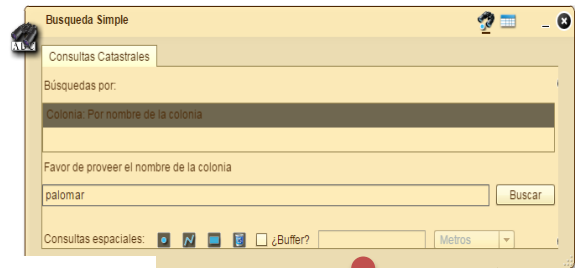 Busqueda Simple
ABC
Consultas Catastrales
Búsquedas por:
Colonia: Por nombre de la colonia
Favor de proveer el nombre de la colonia
palomar
Buscar
Consultas espaciales: ¿Buffer? Metros